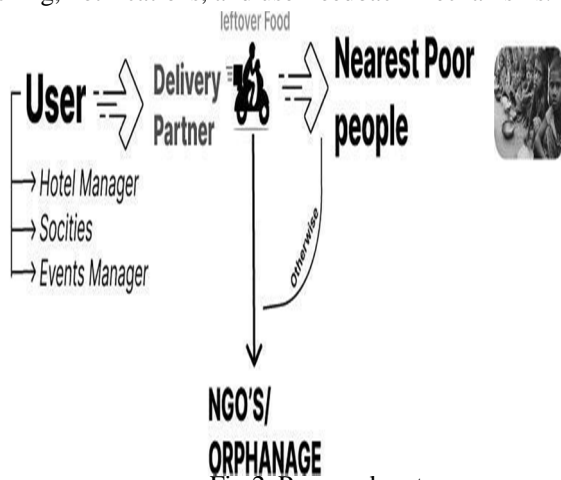 leftover Food
User
Delivery
Partner
Nearest Poor
people
Hotel Manager
Socities
Events Manager
Otherwise
NGO'S/
ORPHANAGE